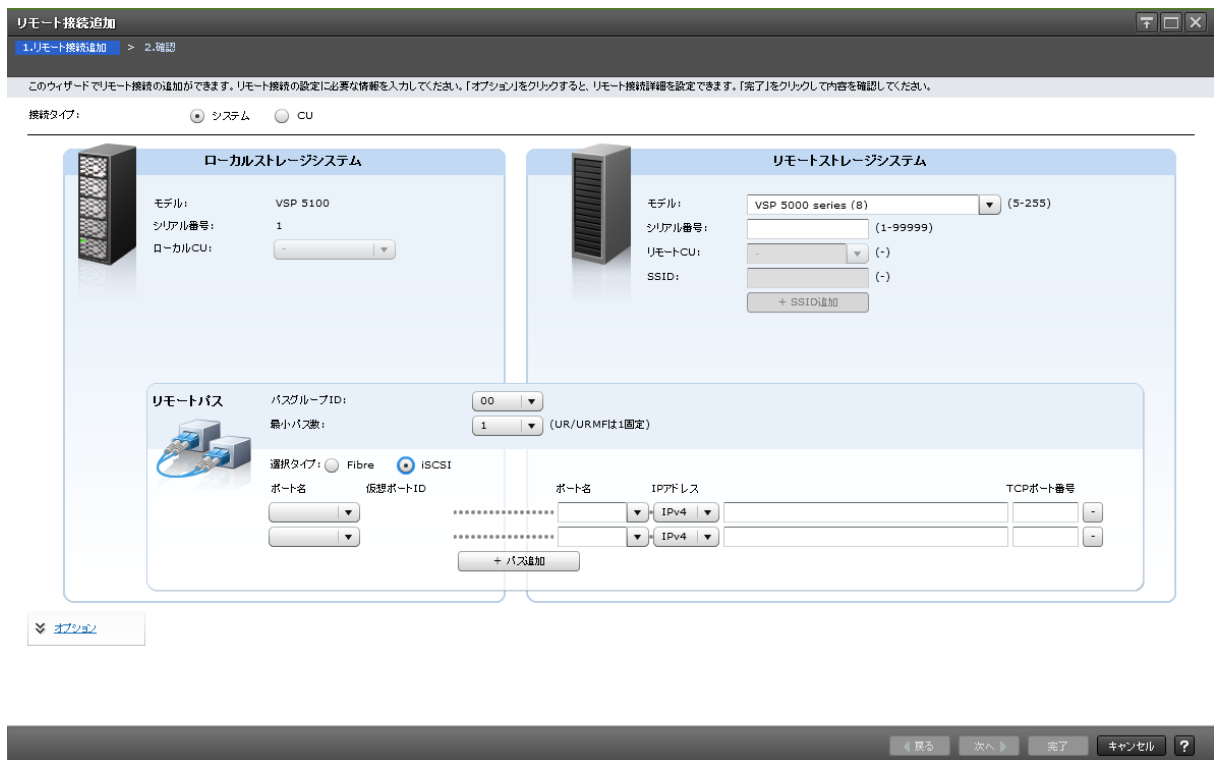 リモート接続追加
1.リモート接続追加 > 2.確認
このウィザードでリモート接続の追加ができます。リモート接続の設定に必要な情報を入力してください。「オプション」をクリックすると、リモート接続詳細を設定できます。「完了」をクリックして内容を確認してください。
接続タイプ: システム CU
ローカルストレージシステム
モデル: VSP 5100
シリアル番号: 1
ローカルCU: -
リモートストレージシステム
モデル: VSP 5000 series (8) (5-255)
シリアル番号: (1-99999)
リモートCU: - (-)
SSID: (-)
+ SSID追加
リモートパス
パスグループID: 00
最小パス数: 1 (UR/URMFは1固定)
選択タイプ: Fibre iSCSI
ポート名 仮想ポートID ポート名 IPアドレス TCPポート番号
IPv4 -
IPv4 -
+ パス追加
オプション
戻る 次へ 完了 キャンセル ?